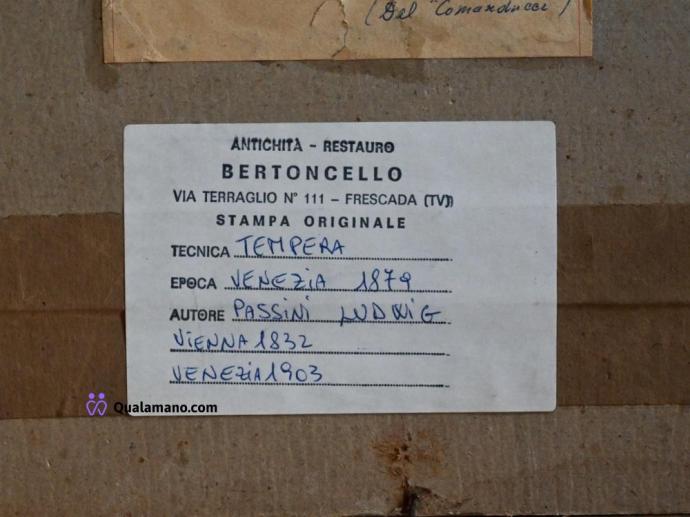 (Del "Comanducci")
ANTICHITÀ - RESTAURO
BERTONCELLO
VIA TERRAGLIO N° 111 - FRESCADA (TV)
STAMPA ORIGINALE
TECNICA TEMPERA
EPOCA VENEZIA 1879
AUTORE PASSINI LUDWIG
VIENNA 1832
VENEZIA 1903
Qualamano.com